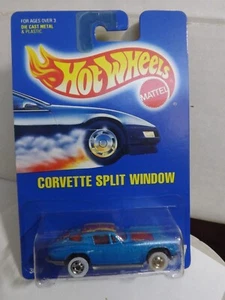 FOR AGES OVER 3
DIE CAST METAL
& PLASTIC
Hot Wheels
MATTEL
CORVETTE SPLIT WINDOW